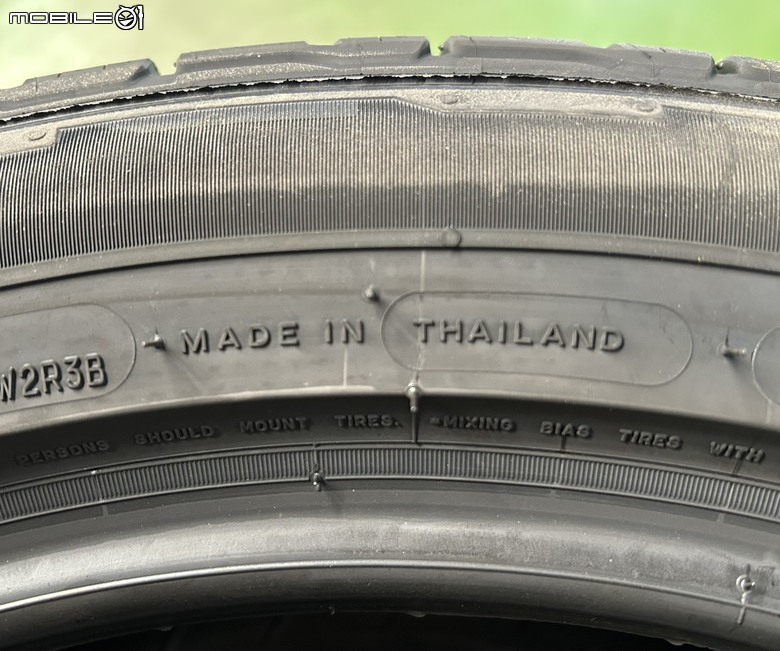 MOBILE01
W2R3B
MADE IN THAILAND
PERSONS SHOULD MOUNT TIRES. •MIXING BIAS TIRES WITH